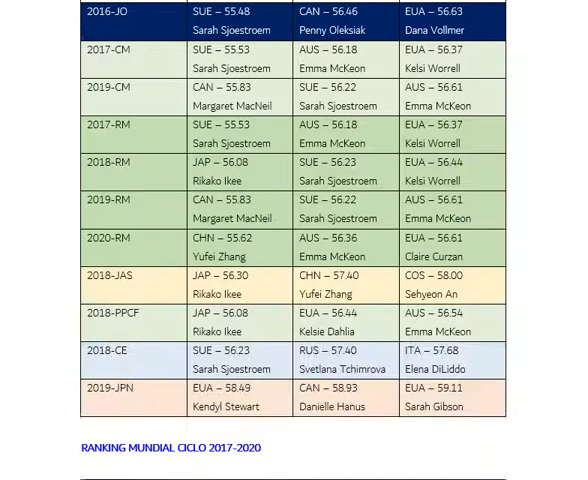 2016-JO SUE – 55.48 CAN – 56.46 EUA – 56.63
Sarah Sjoestroem Penny Oleksiak Dana Vollmer
2017-CM SUE – 55.53 AUS – 56.18 EUA – 56.37
Sarah Sjoestroem Emma McKeon Kelsi Worrell
2019-CM CAN – 55.83 SUE – 56.22 AUS – 56.61
Margaret MacNeil Sarah Sjoestroem Emma McKeon
2017-RM SUE – 55.53 AUS – 56.18 EUA – 56.37
Sarah Sjoestroem Emma McKeon Kelsi Worrell
2018-RM JAP – 56.08 SUE – 56.23 EUA – 56.44
Rikako Ikee Sarah Sjoestroem Kelsi Worrell
2019-RM CAN – 55.83 SUE – 56.22 AUS – 56.61
Margaret MacNeil Sarah Sjoestroem Emma McKeon
2020-RM CHN – 55.62 AUS – 56.36 EUA – 56.61
Yufei Zhang Emma McKeon Claire Curzan
2018-JAS JAP – 56.30 CHN – 57.40 COS – 58.00
Rikako Ikee Yufei Zhang Sehyeon An
2018-PPCF JAP – 56.08 EUA – 56.44 AUS – 56.54
Rikako Ikee Kelsie Dahlia Emma McKeon
2018-CE SUE – 56.23 RUS – 57.40 ITA – 57.68
Sarah Sjoestroem Svetlana Tchimrova Elena DiLiddo
2019-JPN EUA – 58.49 CAN – 58.93 EUA – 59.11
Kendyl Stewart Danielle Hanus Sarah Gibson
RANKING MUNDIAL CICLO 2017-2020